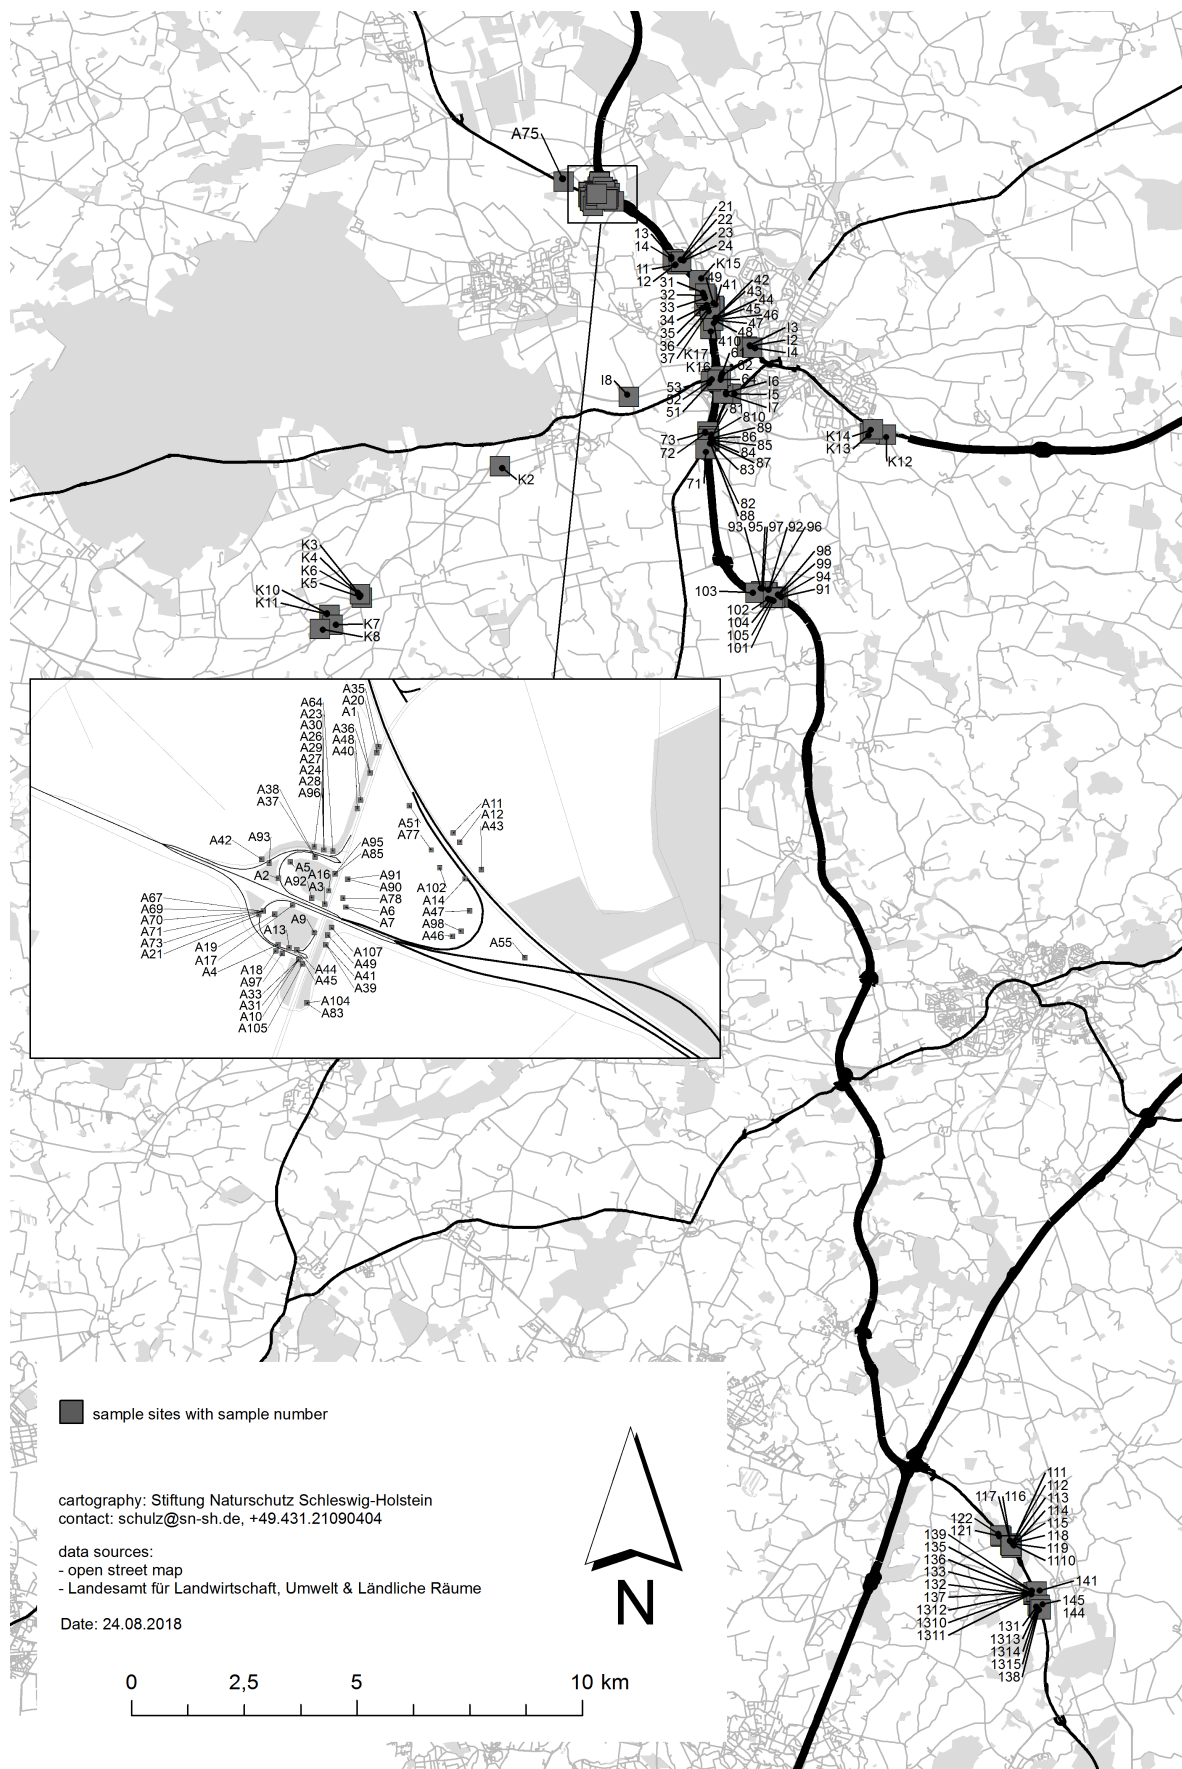 A75
21
22
13
23
14
24
11
K15
12
31
49
41
42
32
43
33
44
34
45
46
35
47
36
48
I3
37
410
I2
K17
61
I4
K16
62
I8
53
64
I6
52
I5
51
I7
81
810
89
73
86
K14
72
85
K13
84
K12
87
83
K2
71
82
88
93
95
97
92
96
K3
98
K4
99
K6
94
K5
91
K10
103
K11
102
K7
104
K8
105
101
A35
A20
A64
A1
A23
A30
A36
A26
A48
A29
A40
A27
A24
A28
A38
A96
A37
A11
A51
A12
A77
A43
A42
A93
A95
A85
A5
A2
A92
A16
A91
A3
A90
A102
A67
A78
A14
A69
A6
A47
A70
A9
A7
A98
A71
A13
A46
A73
A19
A107
A55
A21
A17
A49
A4
A18
A44
A41
A97
A45
A39
A33
A31
A104
A10
A83
A105
sample sites with sample number
cartography: Stiftung Naturschutz Schleswig-Holstein
contact: schulz@sn-sh.de, +49.431.21090404
data sources:
- open street map
- Landesamt für Landwirtschaft, Umwelt & Ländliche Räume
Date: 24.08.2018
N
0 2,5 5 10 km
111
112
117
116
113
114
122
115
121
118
139
119
135
1110
136
133
141
132
137
145
1312
144
1310
131
1311
1313
1314
1315
138